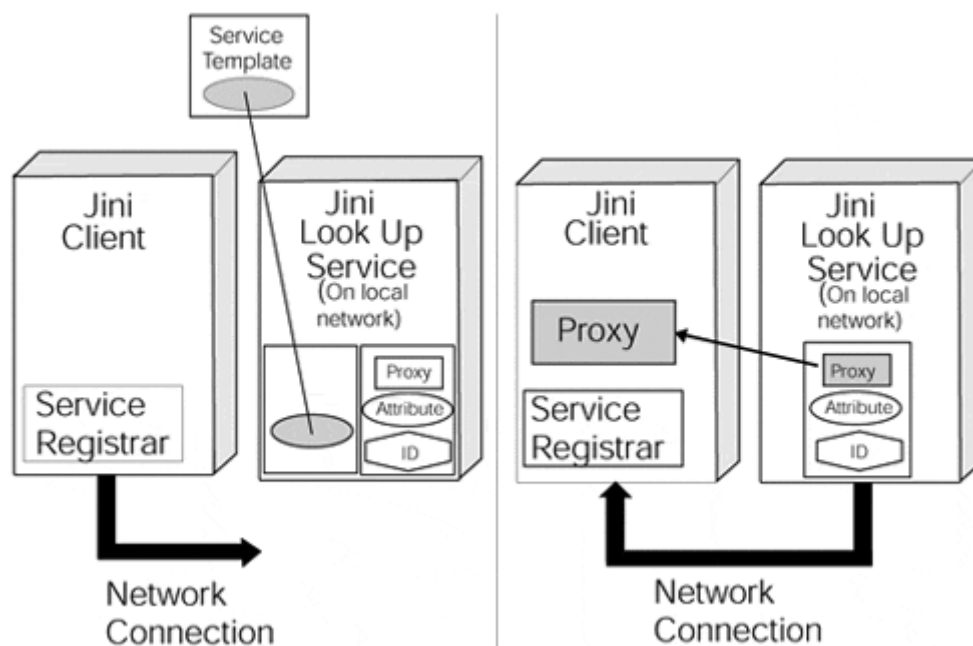 Service
Template
Jini
Client
Service
Registrar
Jini
Look Up
Service
(On local
network)
Proxy
Attribute
ID
Network
Connection
Jini
Client
Proxy
Service
Registrar
Jini
Look Up
Service
(On local
network)
Proxy
Attribute
ID
Network
Connection